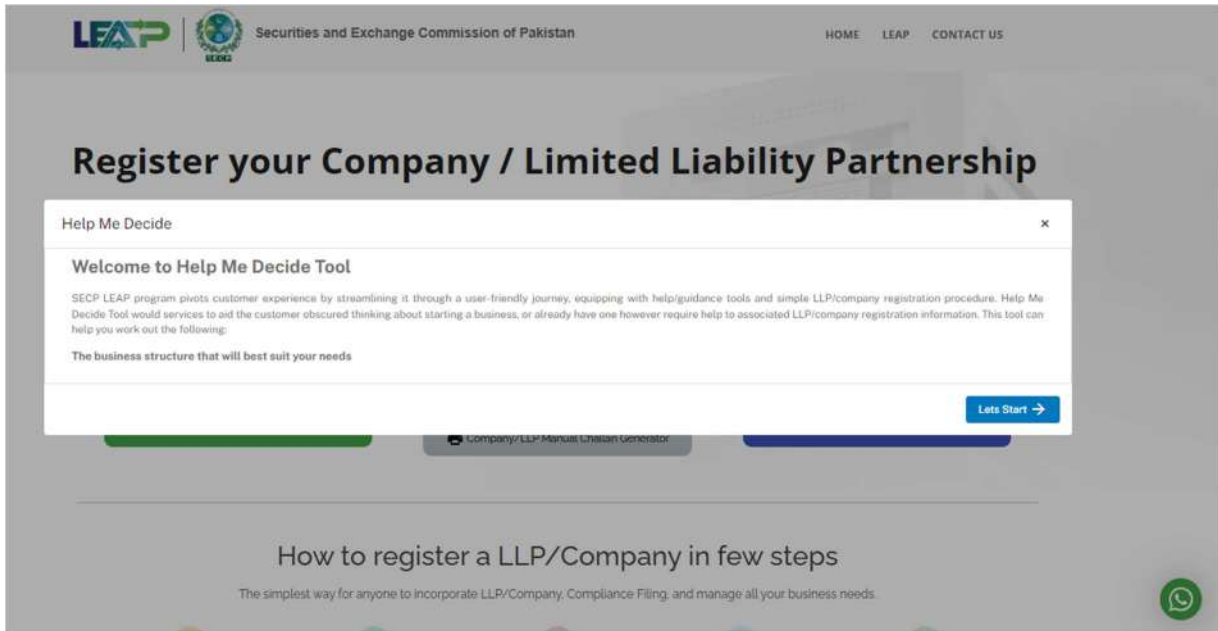 LEAP
SECP
Securities and Exchange Commission of Pakistan
HOME LEAP CONTACT US
Register your Company / Limited Liability Partnership
Help Me Decide
×
Welcome to Help Me Decide Tool
SECP LEAP program pivots customer experience by streamlining it through a user-friendly journey, equipping with help/guidance tools and simple LLP/company registration procedure. Help Me
Decide Tool would services to aid the customer obscured thinking about starting a business, or already have one however require help to associated LLP/company registration information. This tool can
help you work out the following:
The business structure that will best suit your needs
Lets Start →
Company/LLP Manual Challan Generator
How to register a LLP/Company in few steps
The simplest way for anyone to incorporate LLP/Company, Compliance Filing, and manage all your business needs.